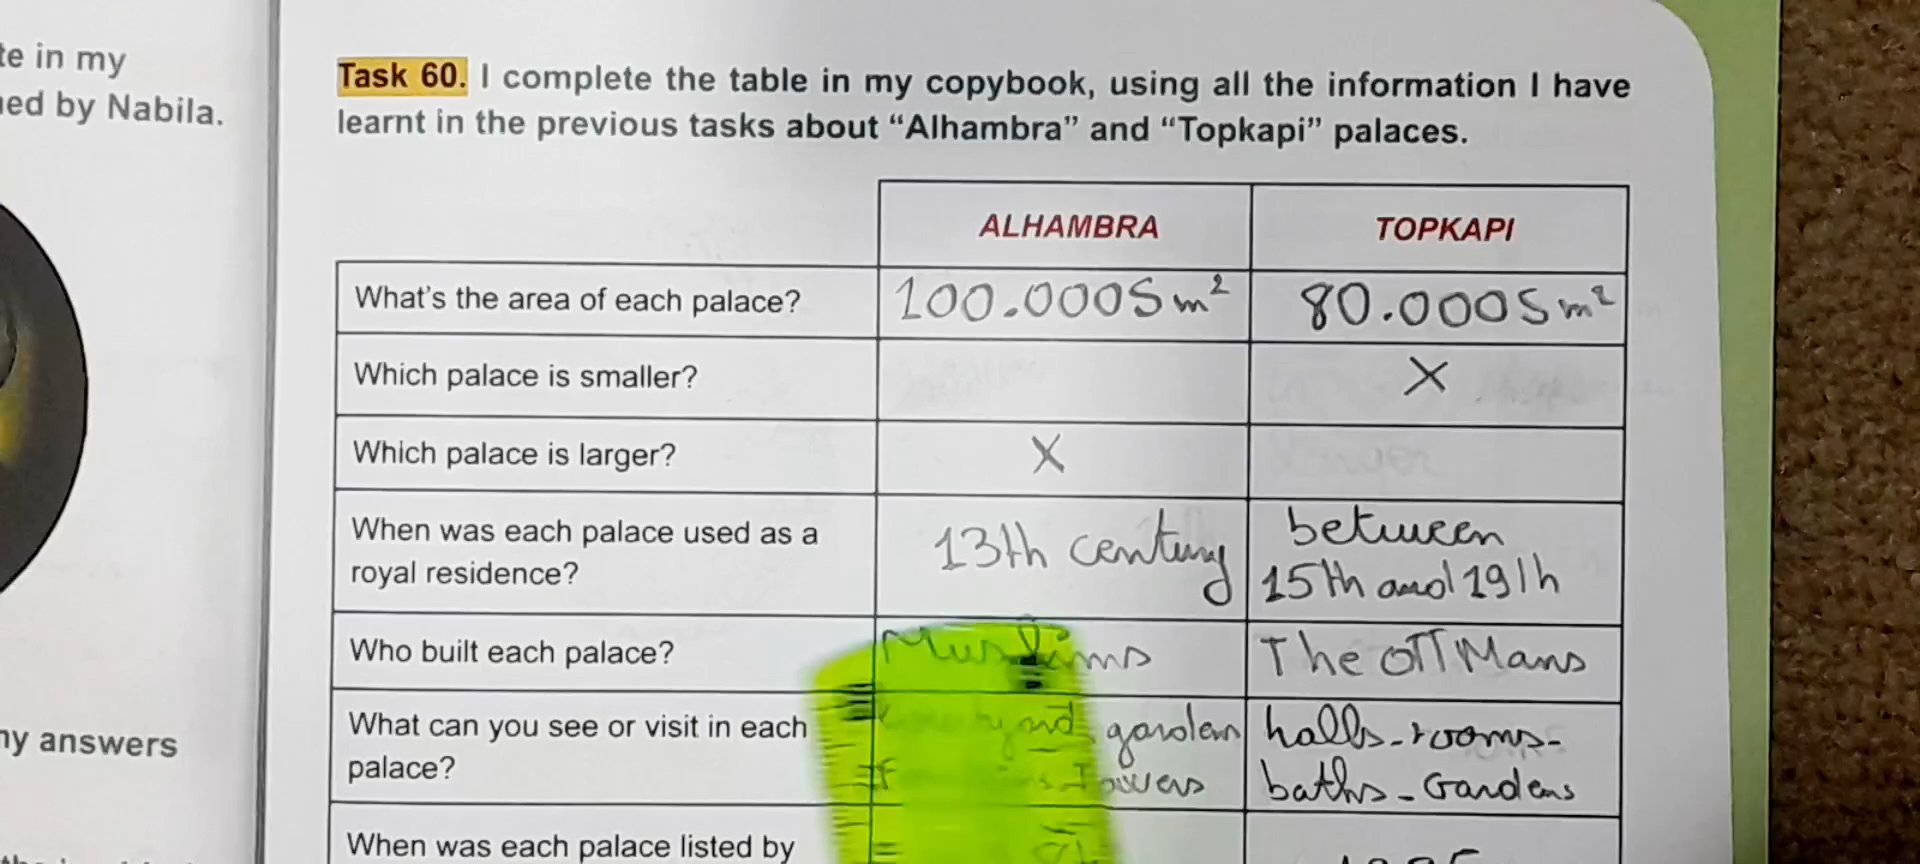 te in my
ned by Nabila.
ny answers
Task 60. I complete the table in my copybook, using all the information I have
learnt in the previous tasks about “Alhambra” and “Topkapi” palaces.
ALHAMBRA TOPKAPI
What's the area of each palace? 100.000S m² 80.000S m²
Which palace is smaller? X
Which palace is larger? X
When was each palace used as a
royal residence?
13th century
between
15th and 19th
Who built each palace? Muslims The OTTMans
What can you see or visit in each
palace?
garden
Towers
halls-rooms-
baths-Gardens
When was each palace listed by